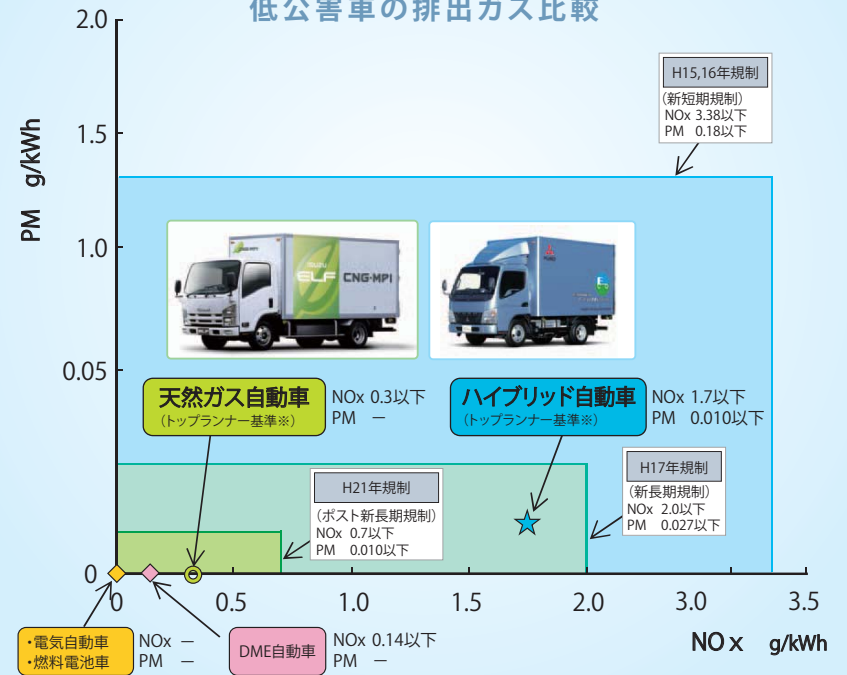 低公害車の排出ガス比較
2.0
1.5
1.0
0.05
0
PM g/kWh
H15,16年規制
(新短期規制)
NOx 3.38以下
PM 0.18以下
ISUZU
ELF CNG-MPI
天然ガス自動車
(トップランナー基準※)
NOx 0.3以下
PM －
ハイブリッド自動車
(トップランナー基準※)
NOx 1.7以下
PM 0.010以下
H21年規制
(ポスト新長期規制)
NOx 0.7以下
PM 0.010以下
H17年規制
(新長期規制)
NOx 2.0以下
PM 0.027以下
0 0.5 1.0 1.5 2.0 3.0 3.5
NOx g/kWh
・電気自動車
・燃料電池車
NOx －
PM －
DME自動車
NOx 0.14以下
PM －